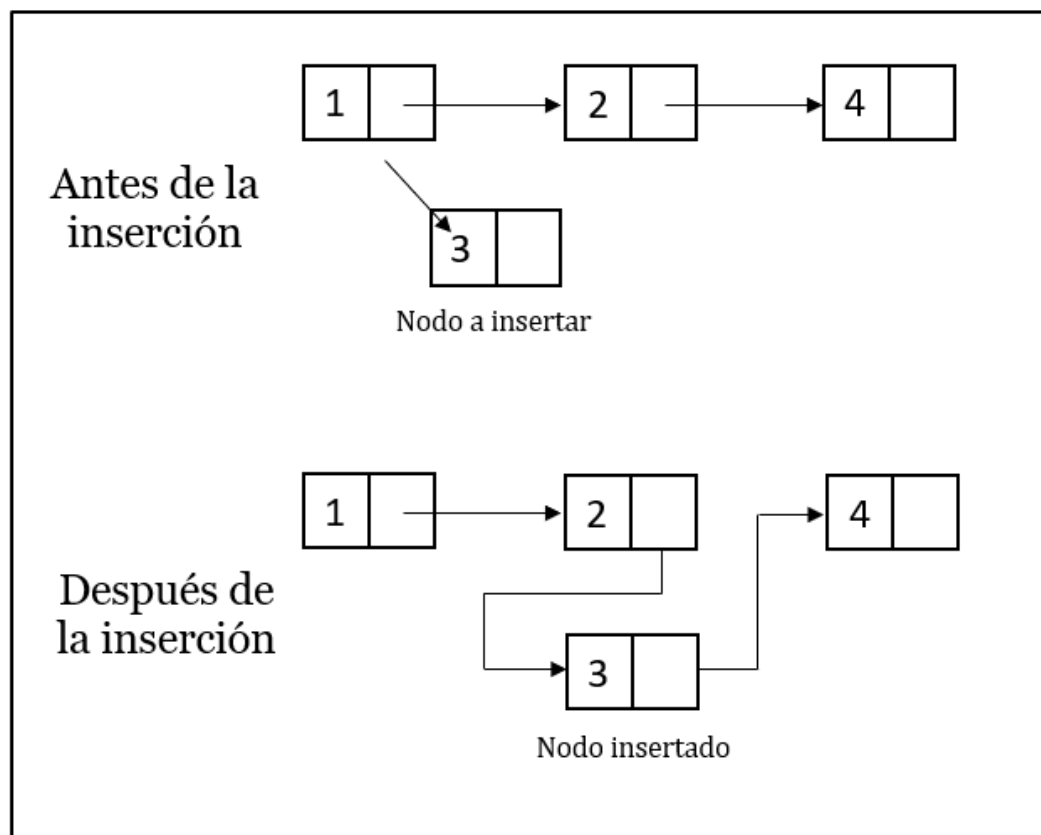 1 2 4
Antes de la
inserción
3
Nodo a insertar
1 2 4
Después de
la inserción
3
Nodo insertado